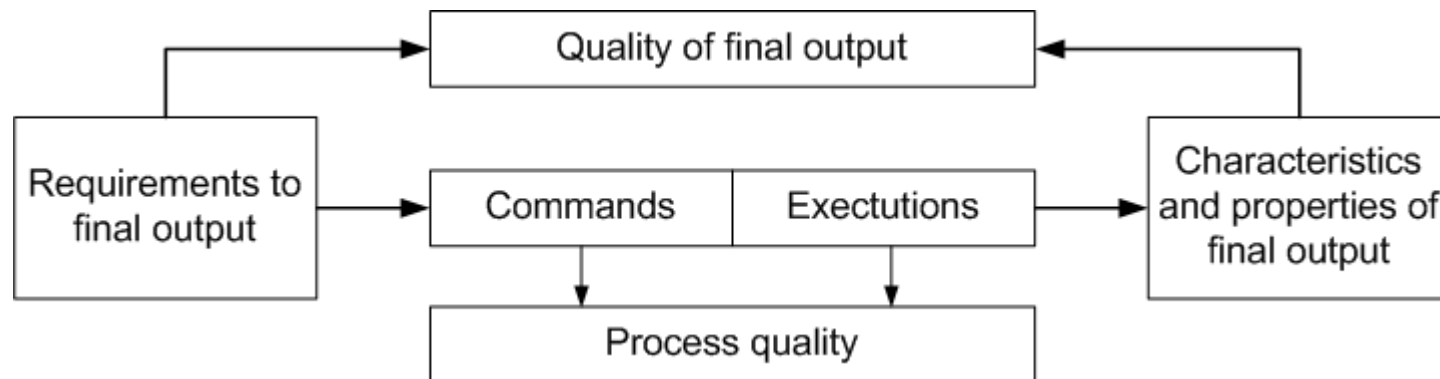 Quality of final output
Requirements to
final output
Commands
Exectutions
Characteristics
and properties of
final output
Process quality